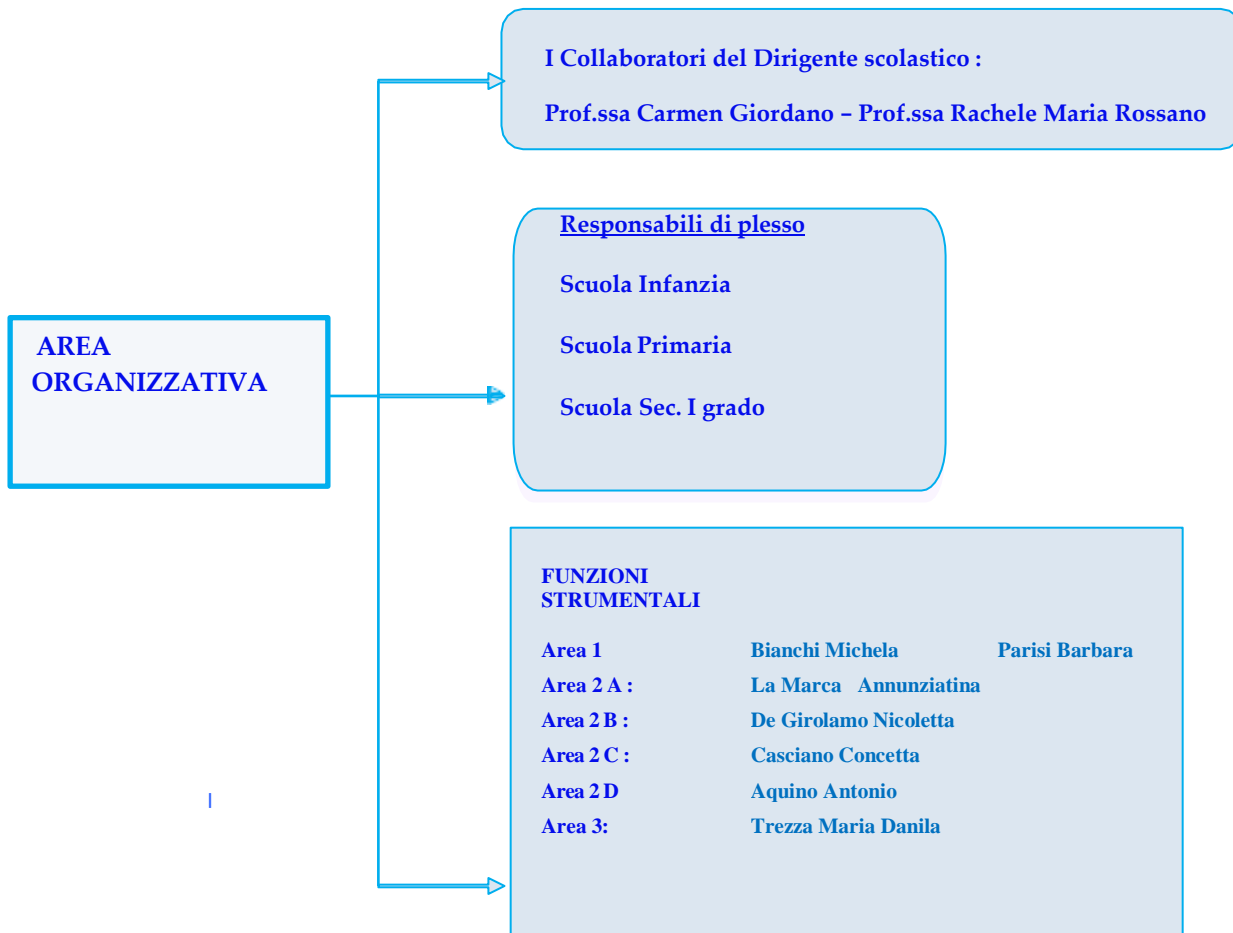 I Collaboratori del Dirigente scolastico :
Prof.ssa Carmen Giordano – Prof.ssa Rachele Maria Rossano
Responsabili di plesso
Scuola Infanzia
Scuola Primaria
Scuola Sec. I grado
AREA
ORGANIZZATIVA
FUNZIONI
STRUMENTALI
Area 1 Bianchi Michela Parisi Barbara
Area 2 A : La Marca Annunziatina
Area 2 B : De Girolamo Nicoletta
Area 2 C : Casciano Concetta
Area 2 D Aquino Antonio
Area 3: Trezza Maria Danila
I